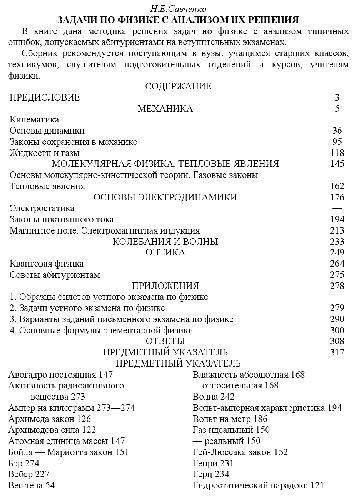 Н.Е.Савченко
ЗАДАЧИ ПО ФИЗИКЕ С АНАЛИЗОМ ИХ РЕШЕНИЯ
В книге дана методика решения задач по физике с анализом типичных
ошибок, допускаемых абитуриентами на вступительных экзаменах.
Сборник рекомендуется поступающим в вузы, учащимся старших классов,
техникумов, слушателям подготовительных отделений и курсов, учителям
физики.
СОДЕРЖАНИЕ
ПРЕДИСЛОВИЕ 3
МЕХАНИКА 5
Кинематика
Основы динамики 36
Законы сохранения в механике 95
Жидкости и газы 118
МОЛЕКУЛЯРНАЯ ФИЗИКА. ТЕПЛОВЫЕ ЯВЛЕНИЯ 145
Основы молекулярно-кинетической теории. Газовые законы
Тепловые явления 162
ОСНОВЫ ЭЛЕКТРОДИНАМИКИ 176
Электростатика —
Законы постоянного тока 194
Магнитное поле. Электромагнитная индукция 213
КОЛЕБАНИЯ И ВОЛНЫ 233
ОПТИКА 249
Квантовая физика 264
Советы абитуриентам 275
ПРИЛОЖЕНИЯ 278
1. Образцы билетов устного экзамена по физике
2. Задачи устного экзамена по физике 279
3. Варианты заданий письменного экзамена по физике 290
4. Основные формулы элементарной физики 300
ОТВЕТЫ 308
ПРЕДМЕТНЫЙ УКАЗАТЕЛЬ 317
ПРЕДМЕТНЫЙ УКАЗАТЕЛЬ
Авогадро постоянная 147
Активность радиоактивного
вещества 273
Ампер на килограмм 273—274
Архимеда закон 126
Архимедова сила 122
Атомная единица массы 147
Бойля — Мариотта закон 151
Бэр 274
Вебер 227
Вес тела 54
Влажность абсолютная 168
относительная 168
Волна 242
Вольт-амперная характеристика 194
Вольт на метр 186
Газ идеальный 150
— реальный 150
Гей-Люссака закон 152
Генри 231
Герц 234
Гидростатический парадокс 121